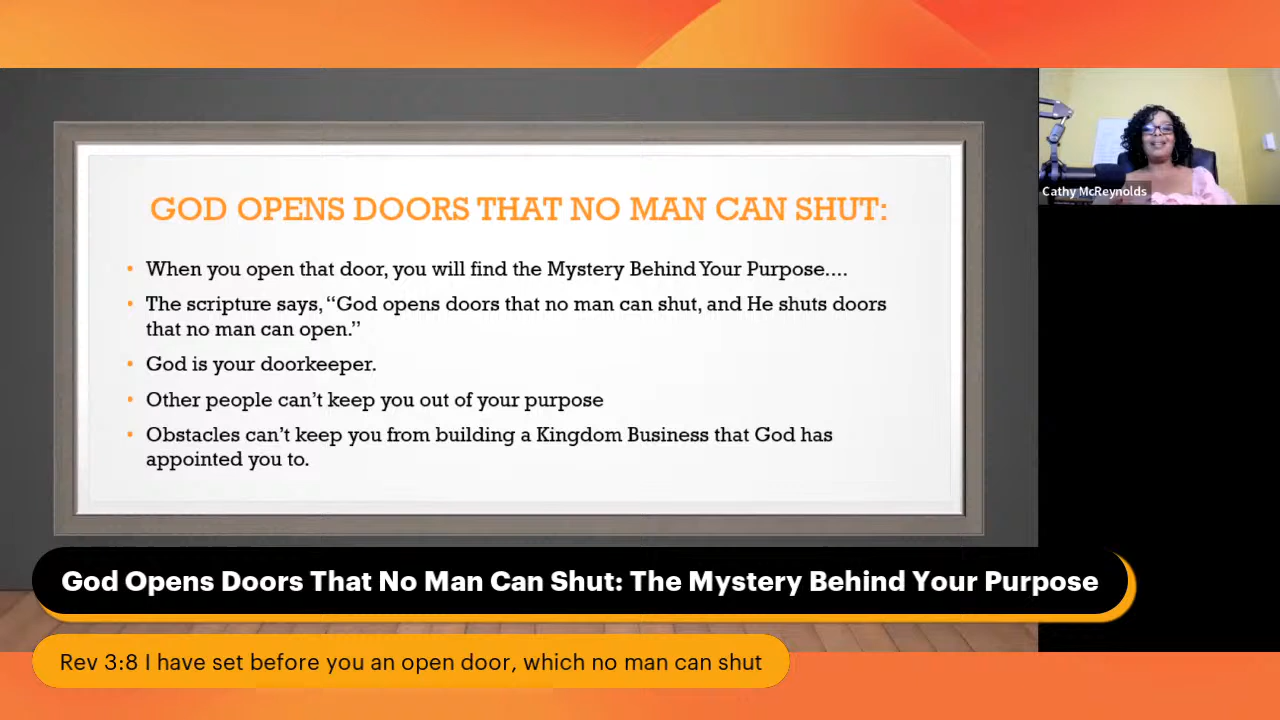 GOD OPENS DOORS THAT NO MAN CAN SHUT:
• When you open that door, you will find the Mystery Behind Your Purpose....
• The scripture says, “God opens doors that no man can shut, and He shuts doors
that no man can open.”
• God is your doorkeeper.
• Other people can’t keep you out of your purpose
• Obstacles can’t keep you from building a Kingdom Business that God has
appointed you to.
Cathy McReynolds
God Opens Doors That No Man Can Shut: The Mystery Behind Your Purpose
Rev 3:8 I have set before you an open door, which no man can shut